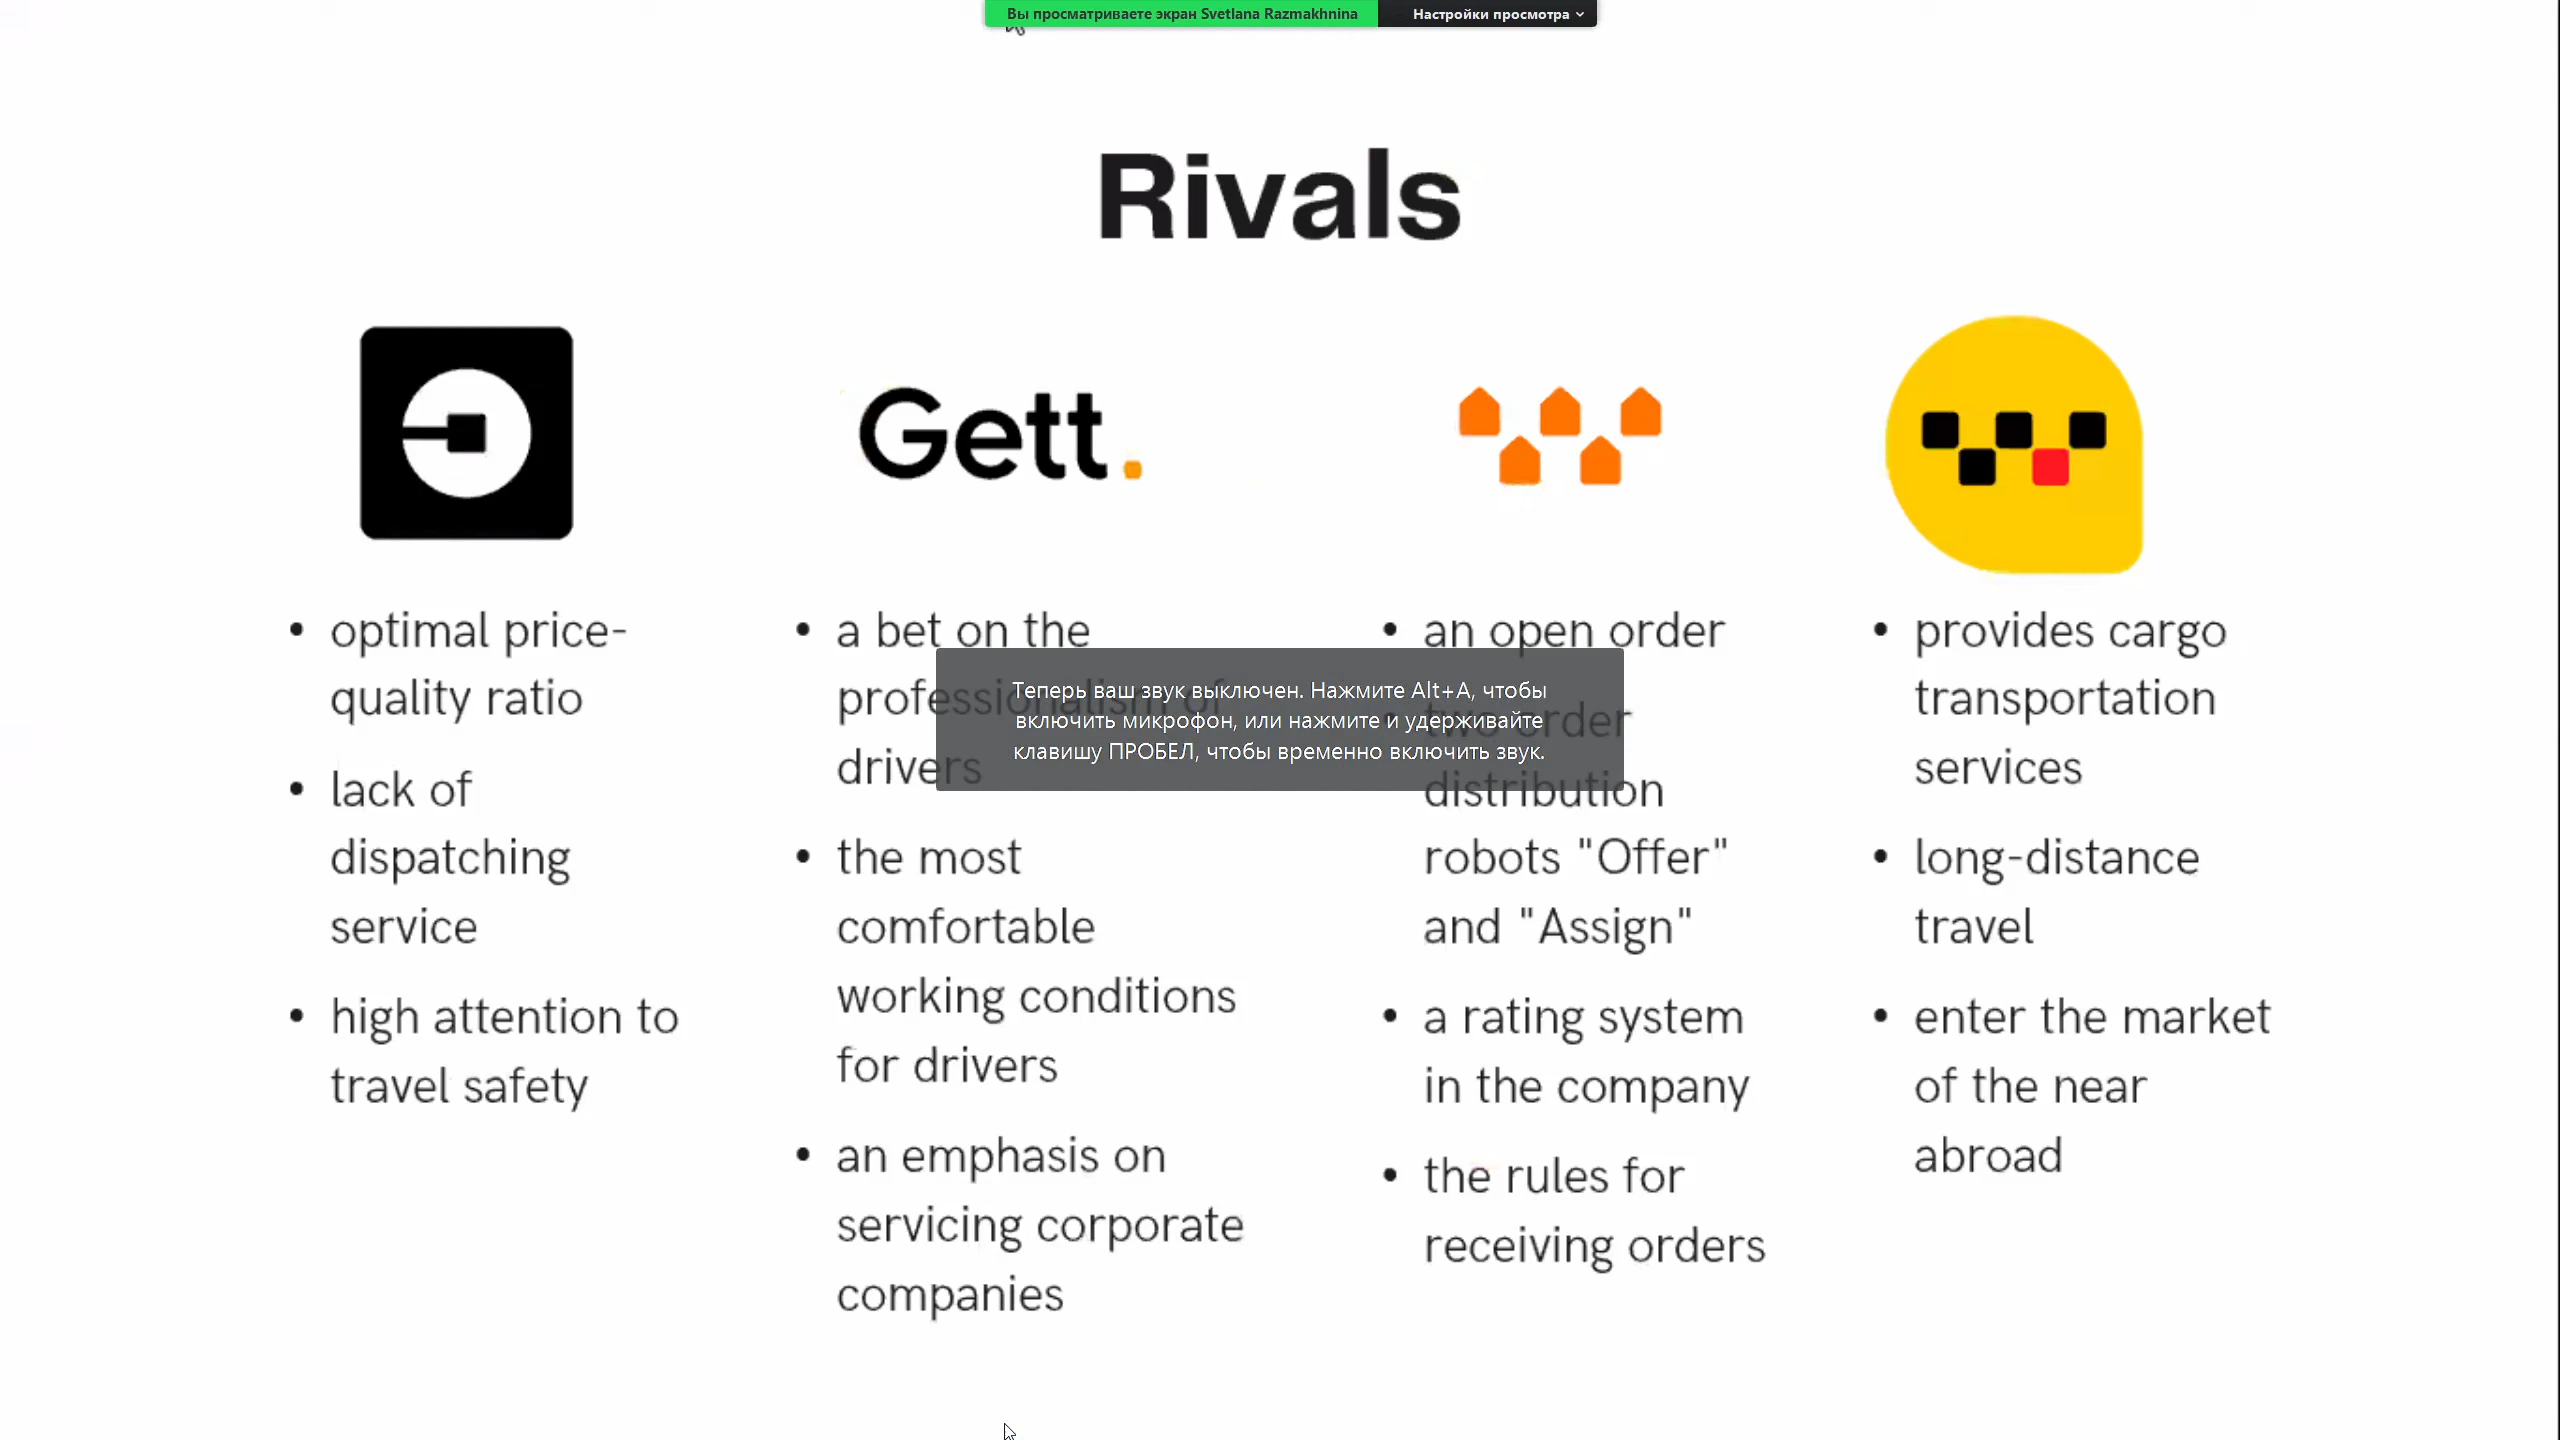 Вы просматриваете экран Svetlana Razmakhnina
Настройки просмотра
Rivals
Gett.
• optimal price-
quality ratio
• lack of
dispatching
service
• high attention to
travel safety
• a bet on the
professionalism of
drivers
• the most
comfortable
working conditions
for drivers
• an emphasis on
servicing corporate
companies
• an open order
two order
distribution
robots "Offer"
and "Assign"
• a rating system
in the company
• the rules for
receiving orders
• provides cargo
transportation
services
• long-distance
travel
• enter the market
of the near
abroad
Теперь ваш звук выключен. Нажмите Alt+A, чтобы
включить микрофон, или нажмите и удерживайте
клавишу ПРОБЕЛ, чтобы временно включить звук.